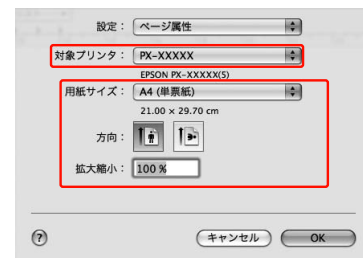 設定： ページ属性
対象プリンタ： PX-XXXXX
EPSON PX-XXXXX(5)
用紙サイズ： A4 (単票紙)
21.00 × 29.70 cm
方向：
拡大縮小： 100 %
? キャンセル OK